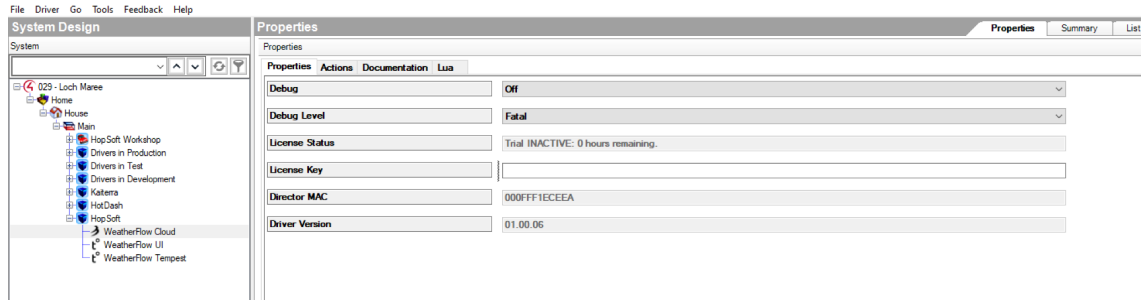 File Driver Go Tools Feedback Help
System Design
Properties
Properties Summary List
System
Properties
Properties Actions Documentation Lua
029 - Loch Maree
Home
House
Main
HopSoft Workshop
Drivers in Production
Drivers in Test
Drivers in Development
Kaiterra
HotDash
HopSoft
WeatherFlow Cloud
WeatherFlow UI
WeatherFlow Tempest
Debug Off
Debug Level Fatal
License Status Trial INACTIVE: 0 hours remaining.
License Key
Director MAC 000FFF1ECEEA
Driver Version 01.00.06